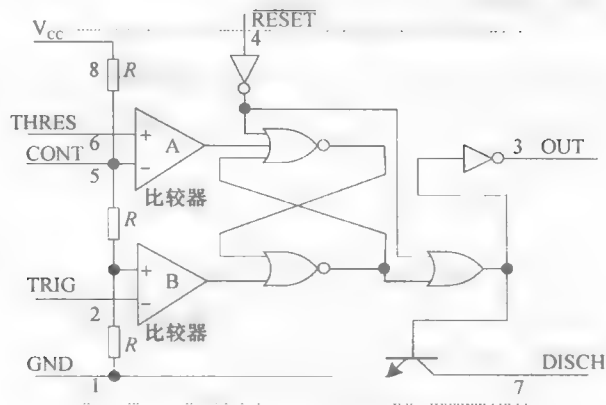 RESET
4
V_CC
8 R
THRES
6 + A
CONT
5 −
比较器
3 OUT
R
+ B
TRIG
2 −
比较器
R
GND
1
DISCH
7